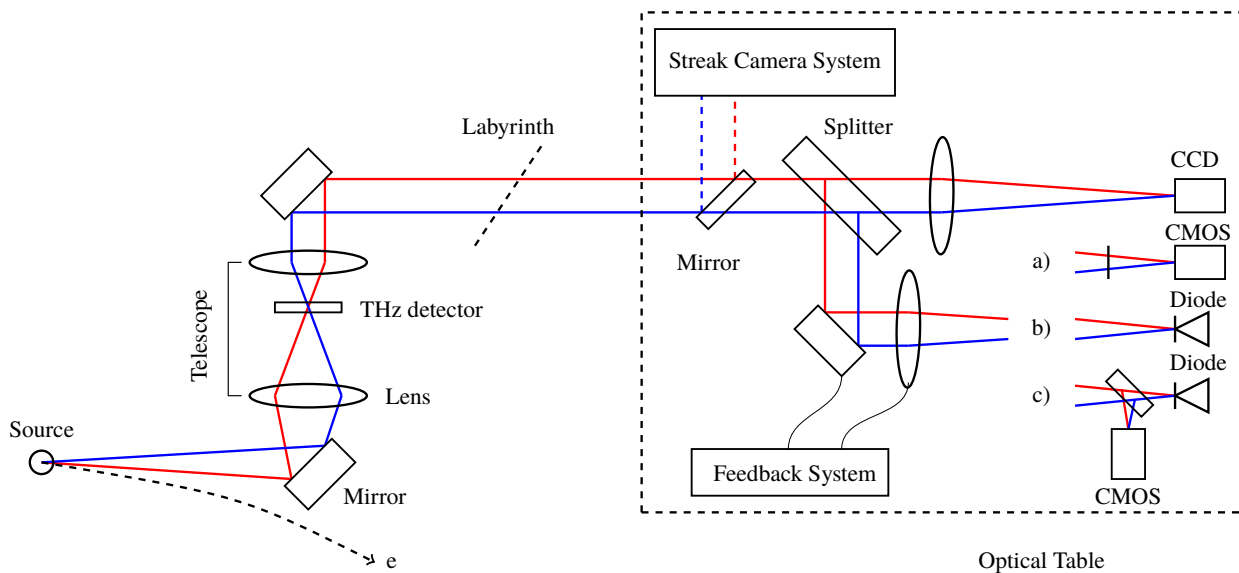 Streak Camera System
Labyrinth
Splitter
CCD
CMOS
Mirror
a)
Telescope
THz detector
Diode
b)
Diode
Lens
c)
Source
Feedback System
Mirror
CMOS
e
Optical Table